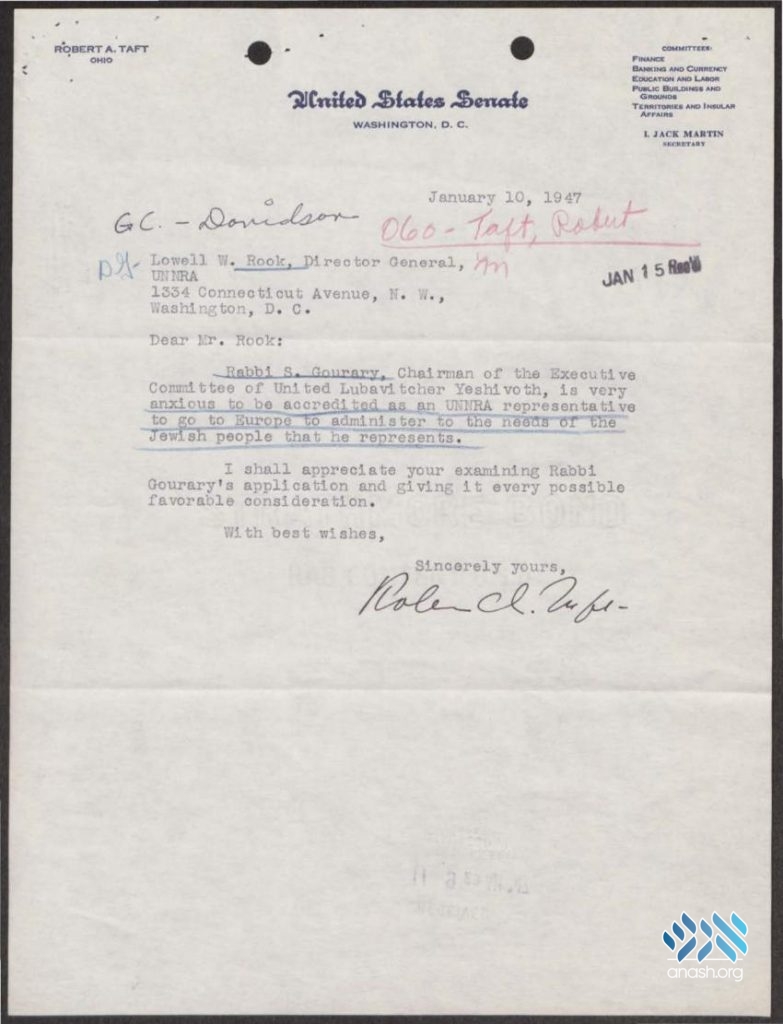 ROBERT A. TAFT
OHIO
COMMITTEES:
FINANCE
BANKING AND CURRENCY
EDUCATION AND LABOR
PUBLIC BUILDINGS AND
GROUNDS
TERRITORIES AND INSULAR
AFFAIRS
I. JACK MARTIN
SECRETARY
United States Senate
WASHINGTON, D. C.
January 10, 1947
GC. - Davidson
060 - Taft, Robert
DG-
Lowell W. Rook, Director General,
UNNRA
JAN 15 Rec'd
1334 Connecticut Avenue, N. W.,
Washington, D. C.
Dear Mr. Rook:
Rabbi S. Gourary, Chairman of the Executive
Committee of United Lubavitcher Yeshivoth, is very
anxious to be accredited as an UNNRA representative
to go to Europe to administer to the needs of the
Jewish people that he represents.
I shall appreciate your examining Rabbi
Gourary's application and giving it every possible
favorable consideration.
With best wishes,
Sincerely yours,
Robert A. Taft
אנש
anash.org